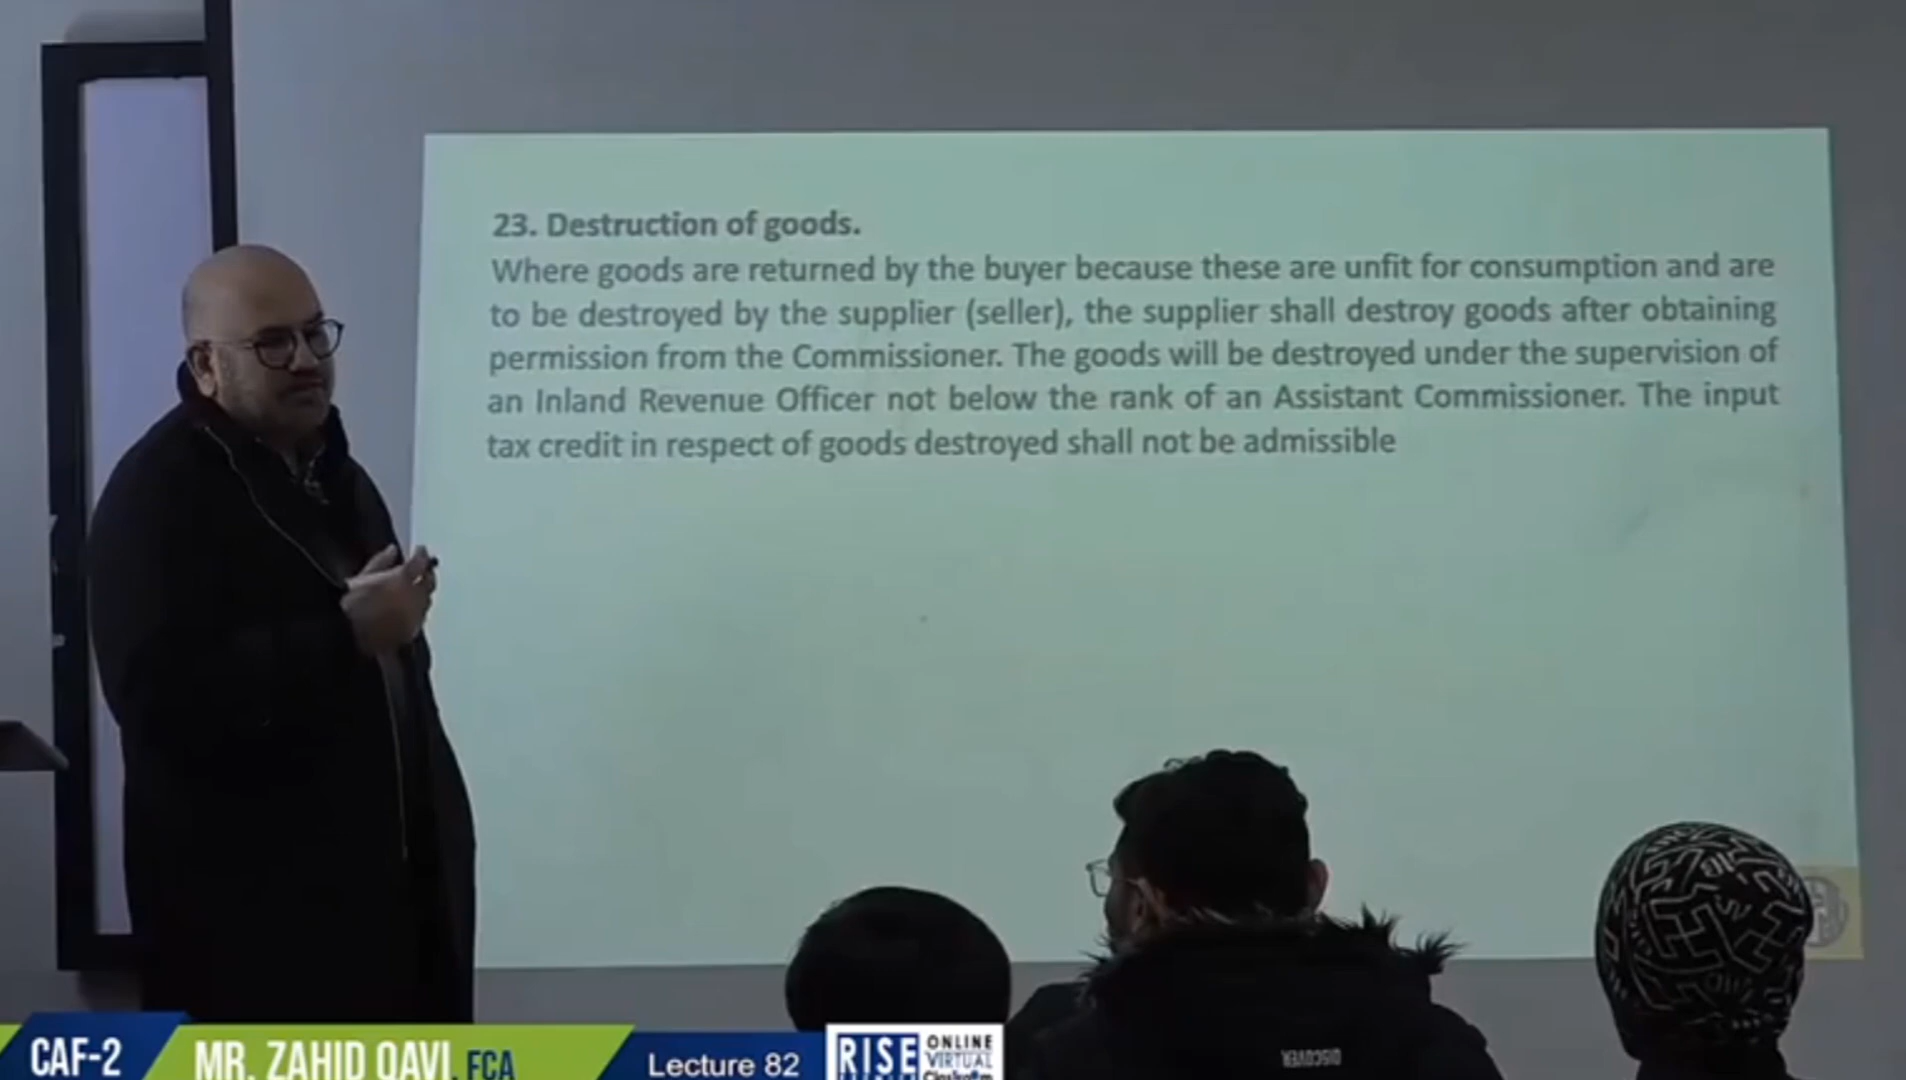 23. Destruction of goods.
Where goods are returned by the buyer because these are unfit for consumption and are
to be destroyed by the supplier (seller), the supplier shall destroy goods after obtaining
permission from the Commissioner. The goods will be destroyed under the supervision of
an Inland Revenue Officer not below the rank of an Assistant Commissioner. The input
tax credit in respect of goods destroyed shall not be admissible
DISCOVER
CAF-2
MR. ZAHID QAVI, FCA
Lecture 82
RISE
ONLINE
VIRTUAL